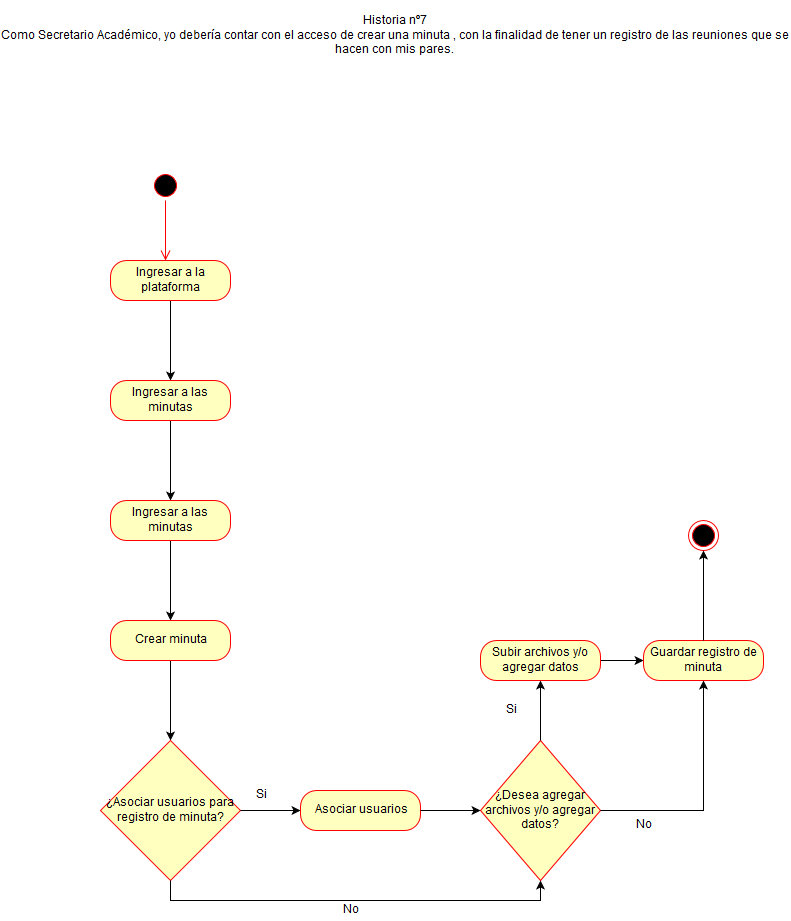 Historia nº7
Como Secretario Académico, yo debería contar con el acceso de crear una minuta , con la finalidad de tener un registro de las reuniones que se
hacen con mis pares.
Ingresar a la
plataforma
Ingresar a las
minutas
Ingresar a las
minutas
Crear minuta
¿Asociar usuarios para
registro de minuta?
Si
Asociar usuarios
No
¿Desea agregar
archivos y/o agregar
datos?
Si
No
Subir archivos y/o
agregar datos
Guardar registro de
minuta